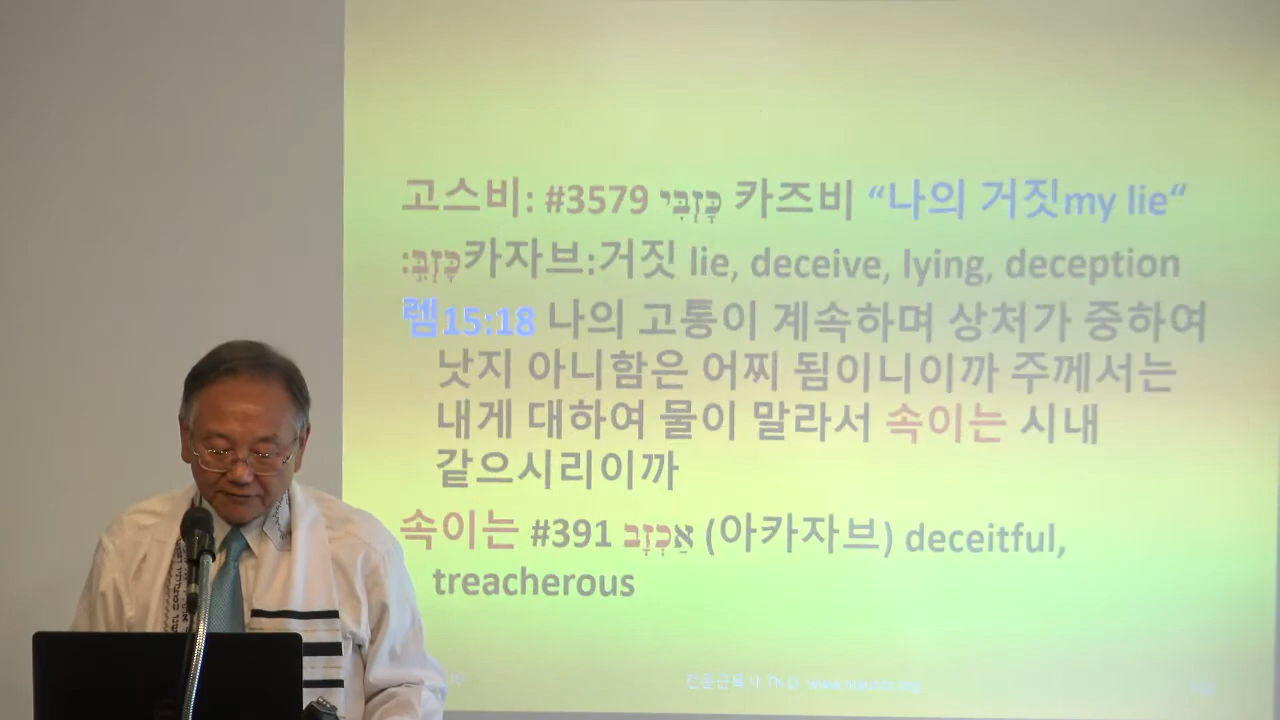 고스비: #3579 כָּזְבִּי 카즈비 “나의 거짓my lie“
כָּזְבִּ:카자브:거짓 lie, deceive, lying, deception
렘15:18 나의 고통이 계속하며 상처가 중하여
낫지 아니함은 어찌 됨이니이까 주께서는
내게 대하여 물이 말라서 속이는 시내
같으시리이까
속이는 #391 אַכְזָב (아카자브) deceitful,
treacherous